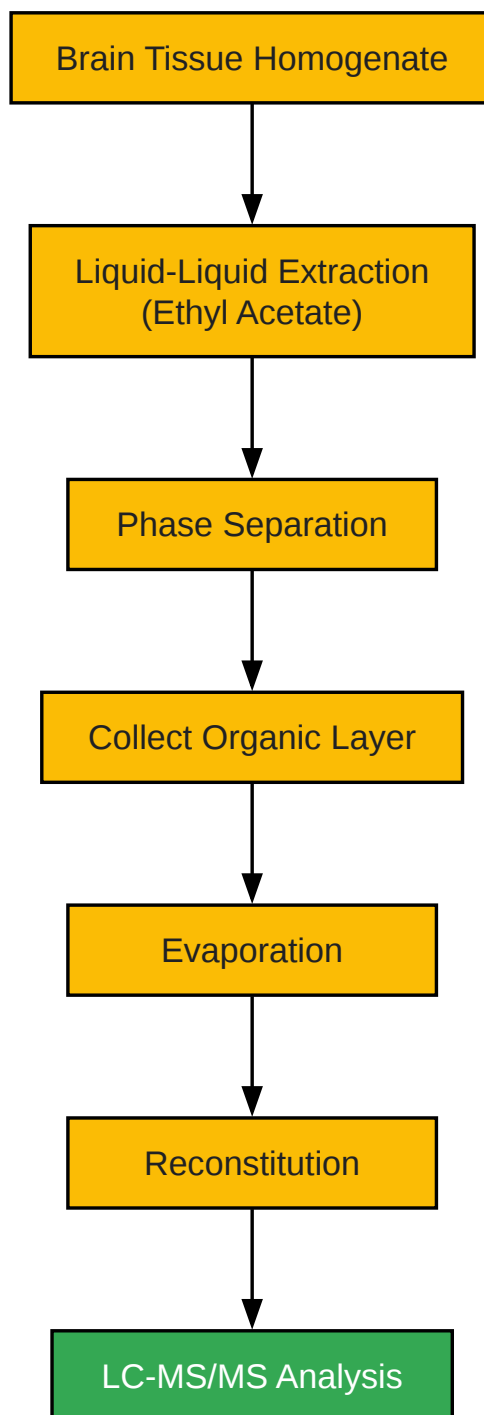 Brain Tissue Homogenate
Liquid-Liquid Extraction
(Ethyl Acetate)
Phase Separation
Collect Organic Layer
Evaporation
Reconstitution
LC-MS/MS Analysis